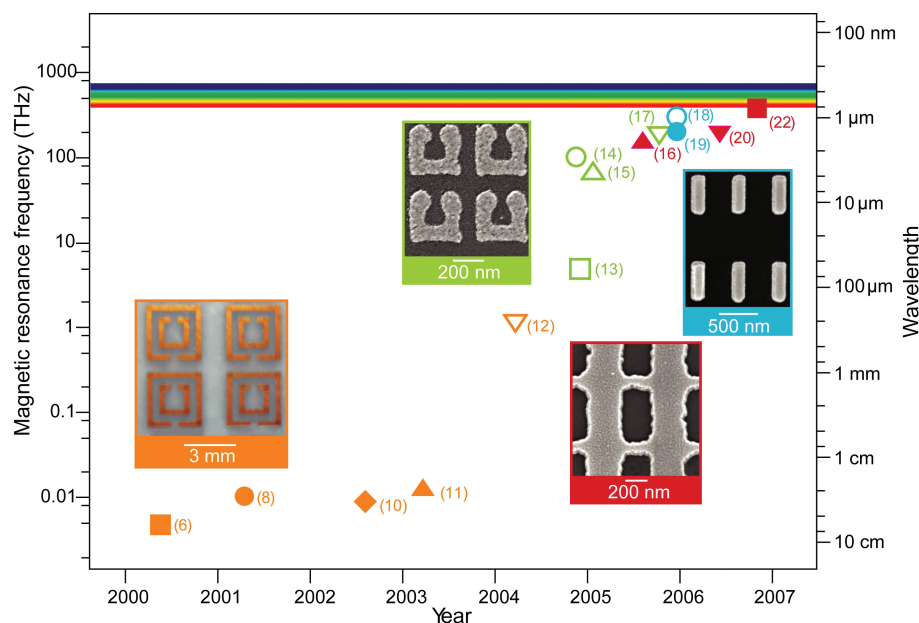 Magnetic resonance frequency (THz)
1000
100
10
1
0.1
0.01
100 nm
1 µm
10 µm
100 µm
1 mm
1 cm
10 cm
Wavelength
2000 2001 2002 2003 2004 2005 2006 2007
Year
(6)
(8)
(10)
(11)
(12)
(13)
(14)
(15)
(16)
(17)
(18)
(19)
(20)
(22)
3 mm
200 nm
500 nm
200 nm